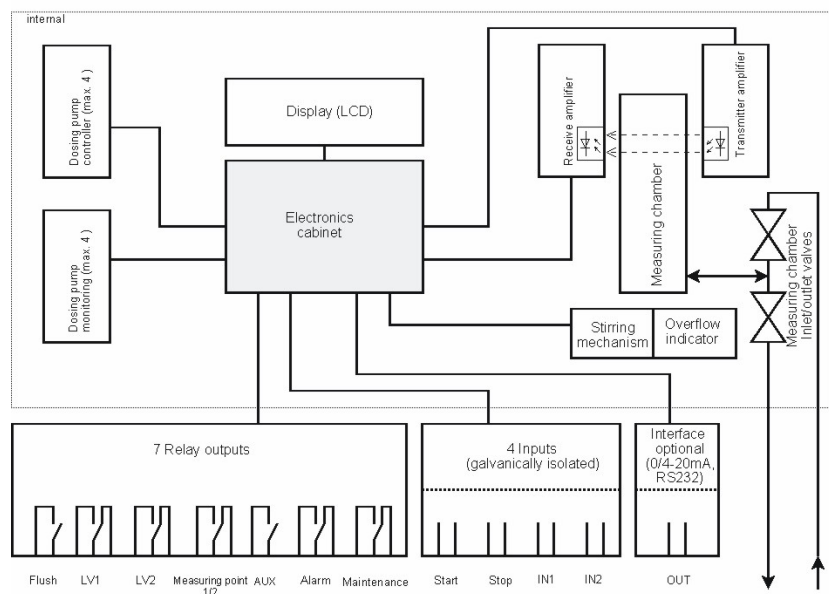 internal
Dosing pump
controller (max. 4 )
Display (LCD)
Receive amplifier
Measuring chamber
Transmitter amplifier
Electronics
cabinet
Dosing pump
monitoring (max. 4 )
Measuring chamber
Inlet/outlet valves
Stirring
mechanism
Overflow
indicator
7 Relay outputs
Flush
LV1
LV2
Measuring point
1/2
AUX
Alarm
Maintenance
4 Inputs
(galvanically isolated)
Start
Stop
IN1
IN2
Interface
optional
(0/4-20mA,
RS232)
OUT